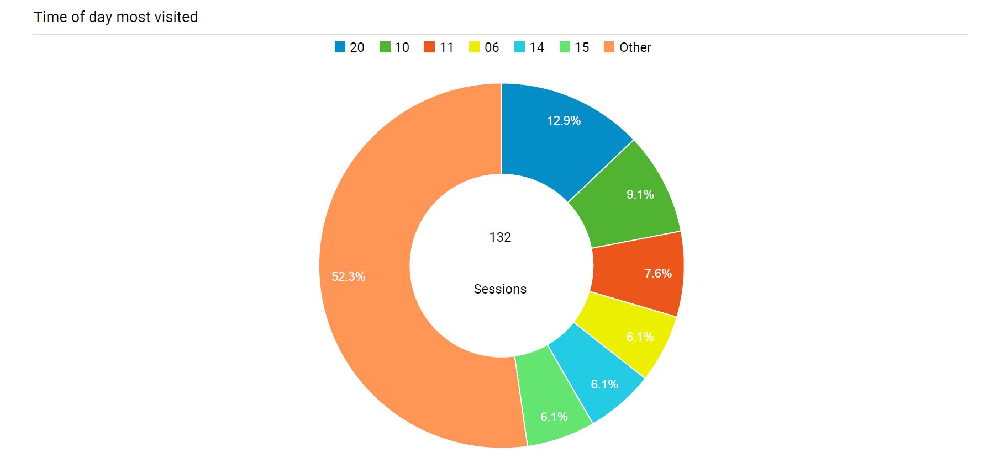 Time of day most visited
20 10 11 06 14 15 Other
12.9%
9.1%
132
7.6%
52.3%
Sessions
6.1%
6.1%
6.1%